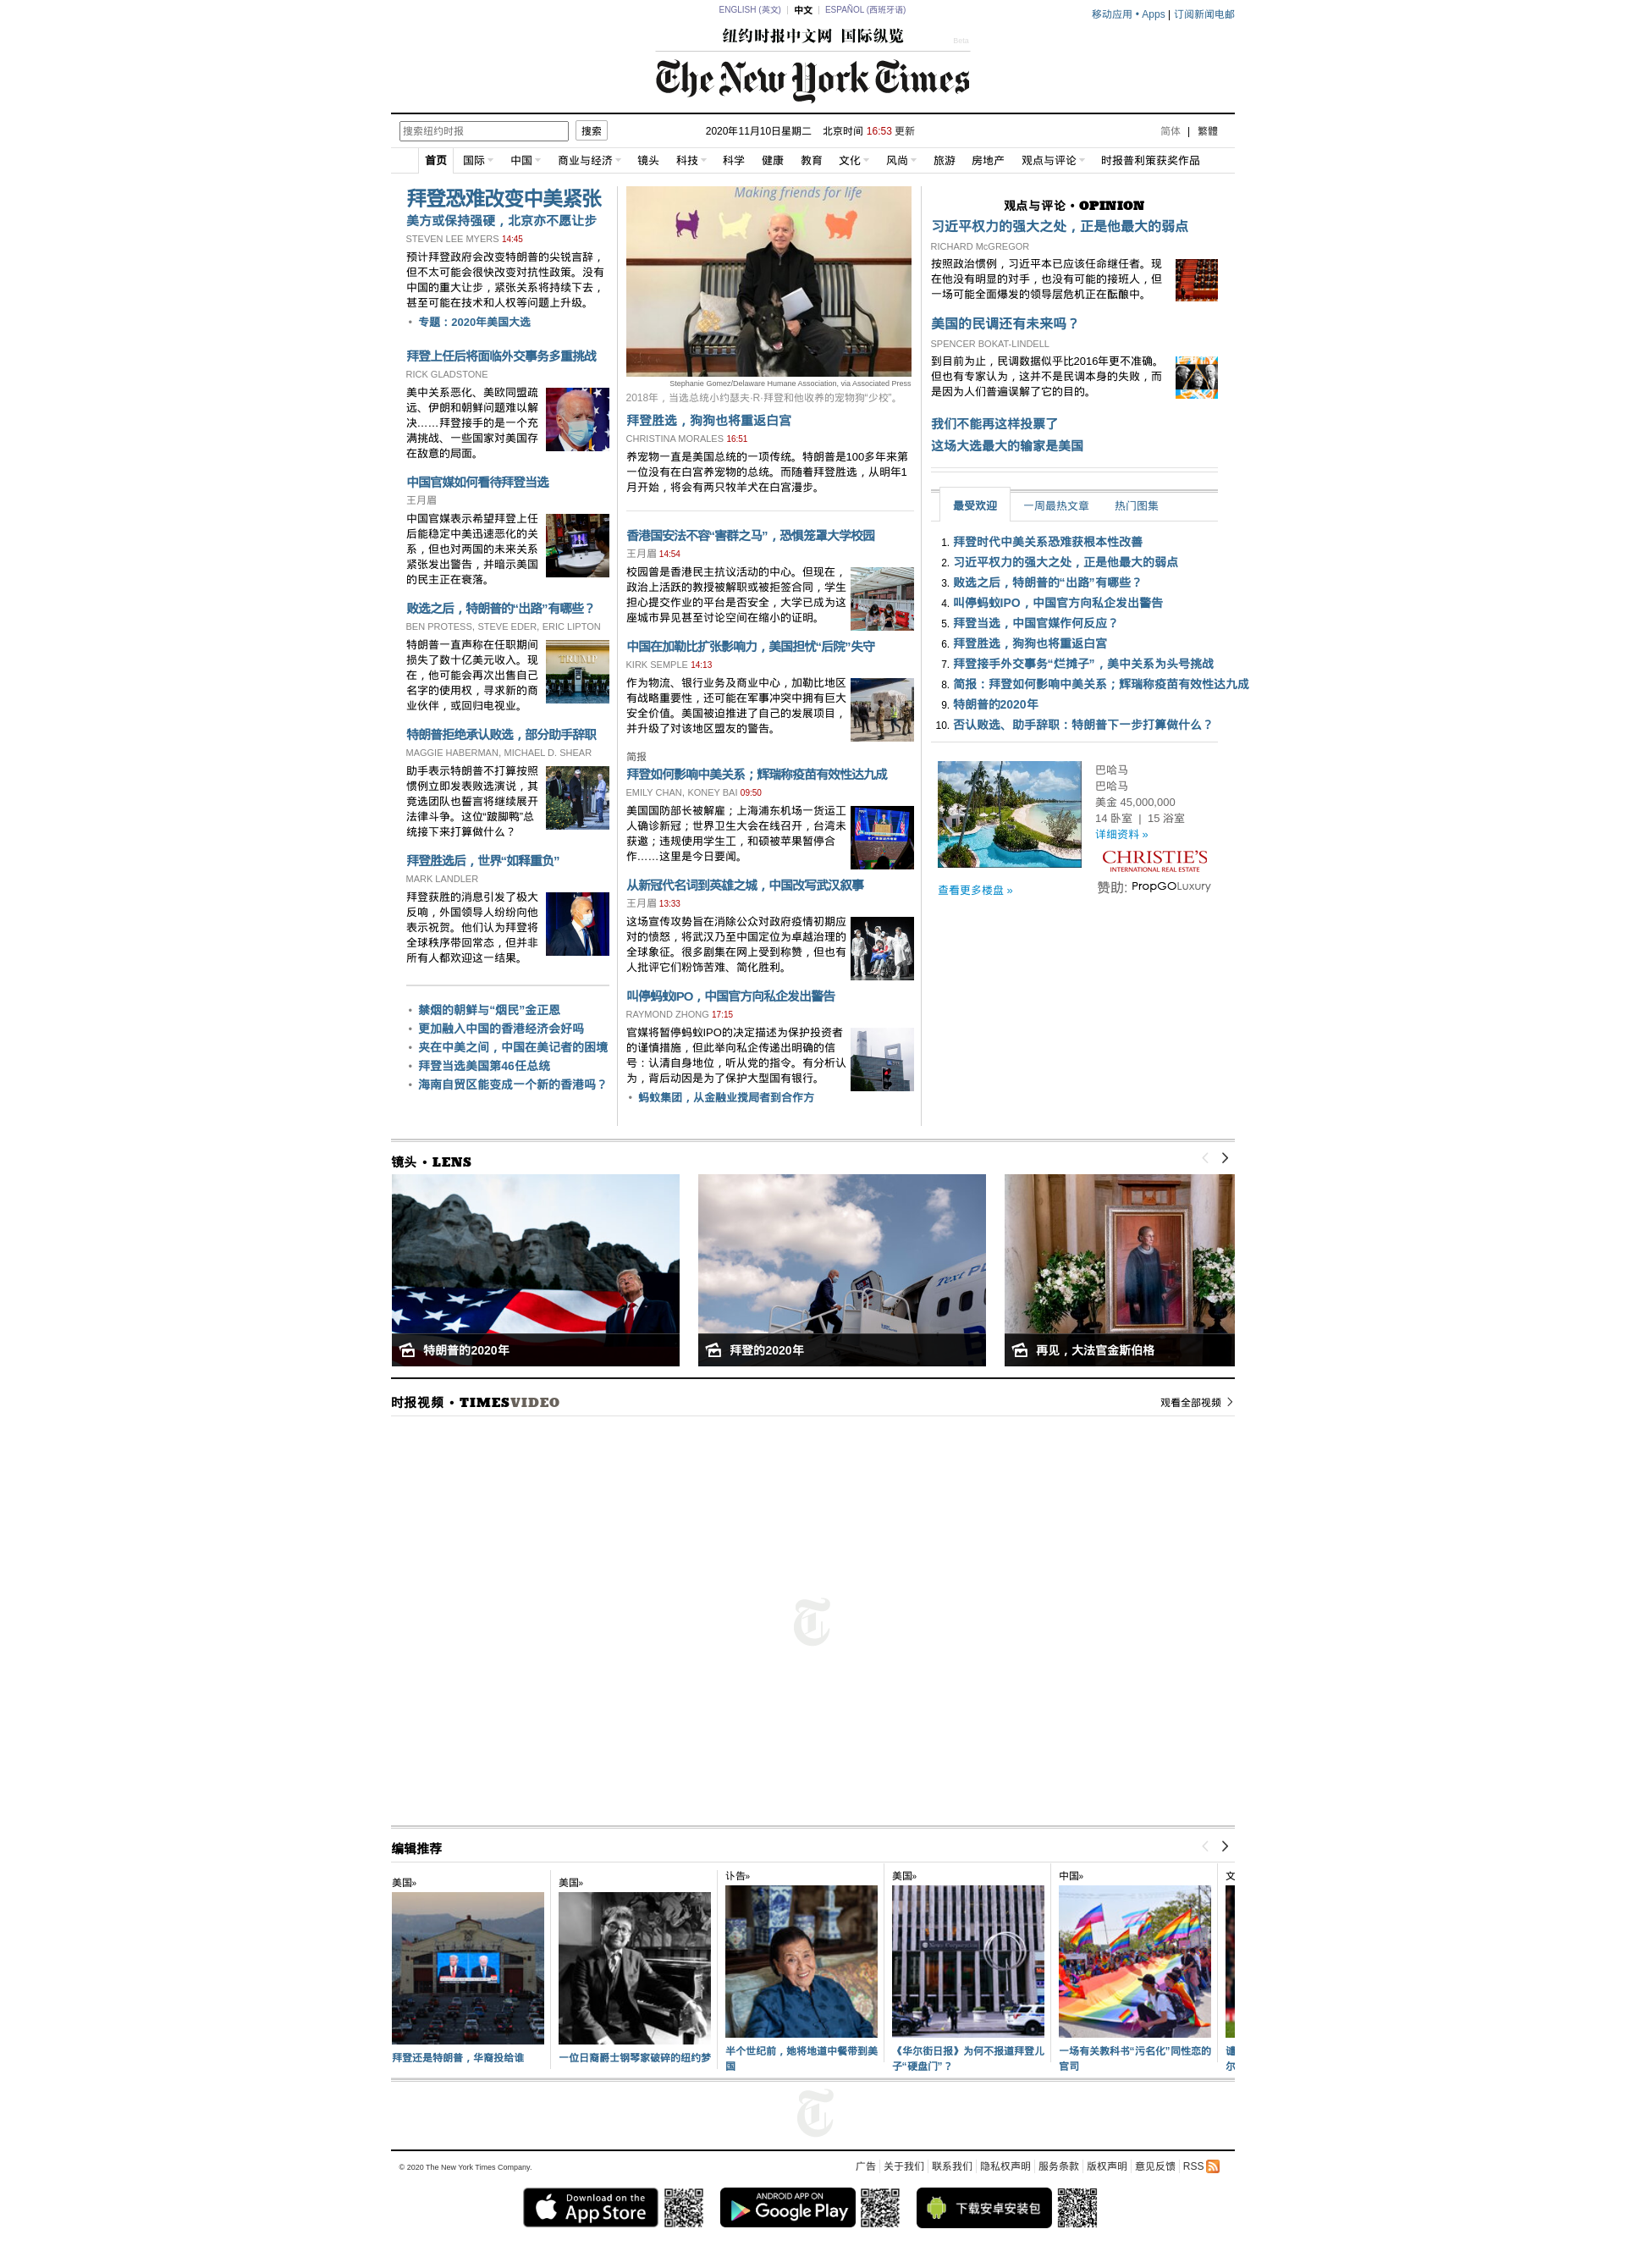 ENGLISH (英文) | 中文 | ESPAÑOL (西班牙语)
移动应用 • Apps | 订阅新闻电邮
纽约时报中文网 国际纵览
Beta
The New York Times
搜索纽约时报 搜索
2020年11月10日星期二 北京时间 16:53 更新
简体 | 繁體
首页 国际 中国 商业与经济 镜头 科技 科学 健康 教育 文化 风尚 旅游 房地产 观点与评论 时报普利策获奖作品
拜登恐难改变中美紧张
美方或保持强硬，北京亦不愿让步
STEVEN LEE MYERS 14:45
预计拜登政府会改变特朗普的尖锐言辞，
但不太可能会很快改变对抗性政策。没有
中国的重大让步，紧张关系将持续下去，
甚至可能在技术和人权等问题上升级。
• 专题：2020年美国大选
拜登上任后将面临外交事务多重挑战
RICK GLADSTONE
美中关系恶化、美欧同盟疏
远、伊朗和朝鲜问题难以解
决……拜登接手的是一个充
满挑战、一些国家对美国存
在敌意的局面。
中国官媒如何看待拜登当选
王月眉
中国官媒表示希望拜登上任
后能稳定中美迅速恶化的关
系，但也对两国的未来关系
紧张发出警告，并暗示美国
的民主正在衰落。
败选之后，特朗普的“出路”有哪些？
BEN PROTESS, STEVE EDER, ERIC LIPTON
特朗普一直声称在任职期间
损失了数十亿美元收入。现
在，他可能会再次出售自己
名字的使用权，寻求新的商
业伙伴，或回归电视业。
TRUMP
特朗普拒绝承认败选，部分助手辞职
MAGGIE HABERMAN, MICHAEL D. SHEAR
助手表示特朗普不打算按照
惯例立即发表败选演说，其
竞选团队也誓言将继续展开
法律斗争。这位“跛脚鸭”总
统接下来打算做什么？
拜登胜选后，世界“如释重负”
MARK LANDLER
拜登获胜的消息引发了极大
反响，外国领导人纷纷向他
表示祝贺。他们认为拜登将
全球秩序带回常态，但并非
所有人都欢迎这一结果。
• 禁烟的朝鲜与“烟民”金正恩
• 更加融入中国的香港经济会好吗
• 夹在中美之间，中国在美记者的困境
• 拜登当选美国第46任总统
• 海南自贸区能变成一个新的香港吗？
Making friends for life
Stephanie Gomez/Delaware Humane Association, via Associated Press
2018年，当选总统小约瑟夫·R·拜登和他收养的宠物狗“少校”。
拜登胜选，狗狗也将重返白宫
CHRISTINA MORALES 16:51
养宠物一直是美国总统的一项传统。特朗普是100多年来第
一位没有在白宫养宠物的总统。而随着拜登胜选，从明年1
月开始，将会有两只牧羊犬在白宫漫步。
香港国安法不容“害群之马”，恐惧笼罩大学校园
王月眉 14:54
校园曾是香港民主抗议活动的中心。但现在，
政治上活跃的教授被解职或被拒签合同，学生
担心提交作业的平台是否安全，大学已成为这
座城市异见甚至讨论空间在缩小的证明。
中国在加勒比扩张影响力，美国担忧“后院”失守
KIRK SEMPLE 14:13
作为物流、银行业务及商业中心，加勒比地区
有战略重要性，还可能在军事冲突中拥有巨大
安全价值。美国被迫推进了自己的发展项目，
并升级了对该地区盟友的警告。
简报
拜登如何影响中美关系；辉瑞称疫苗有效性达九成
EMILY CHAN, KONEY BAI 09:50
美国国防部长被解雇；上海浦东机场一货运工
人确诊新冠；世界卫生大会在线召开，台湾未
获邀；违规使用学生工，和硕被苹果暂停合
作……这里是今日要闻。
从新冠代名词到英雄之城，中国改写武汉叙事
王月眉 13:33
这场宣传攻势旨在消除公众对政府疫情初期应
对的愤怒，将武汉乃至中国定位为卓越治理的
全球象征。很多剧集在网上受到称赞，但也有
人批评它们粉饰苦难、简化胜利。
叫停蚂蚁IPO，中国官方向私企发出警告
RAYMOND ZHONG 17:15
官媒将暂停蚂蚁IPO的决定描述为保护投资者
的谨慎措施，但此举向私企传递出明确的信
号：认清自身地位，听从党的指令。有分析认
为，背后动因是为了保护大型国有银行。
• 蚂蚁集团，从金融业搅局者到合作方
观点与评论 • OPINION
习近平权力的强大之处，正是他最大的弱点
RICHARD McGREGOR
按照政治惯例，习近平本已应该任命继任者。现
在他没有明显的对手，也没有可能的接班人，但
一场可能全面爆发的领导层危机正在酝酿中。
美国的民调还有未来吗？
SPENCER BOKAT-LINDELL
到目前为止，民调数据似乎比2016年更不准确。
但也有专家认为，这并不是民调本身的失败，而
是因为人们普遍误解了它的目的。
我们不能再这样投票了
这场大选最大的输家是美国
最受欢迎 一周最热文章 热门图集
1. 拜登时代中美关系恐难获根本性改善
2. 习近平权力的强大之处，正是他最大的弱点
3. 败选之后，特朗普的“出路”有哪些？
4. 叫停蚂蚁IPO，中国官方向私企发出警告
5. 拜登当选，中国官媒作何反应？
6. 拜登胜选，狗狗也将重返白宫
7. 拜登接手外交事务“烂摊子”，美中关系为头号挑战
8. 简报：拜登如何影响中美关系；辉瑞称疫苗有效性达九成
9. 特朗普的2020年
10. 否认败选、助手辞职：特朗普下一步打算做什么？
巴哈马
巴哈马
美金 45,000,000
14 卧室 | 15 浴室
详细资料 »
CHRISTIE'S
INTERNATIONAL REAL ESTATE
查看更多楼盘 »
赞助: PropGOLuxury
镜头 • LENS
特朗普的2020年
拜登的2020年
再见，大法官金斯伯格
时报视频 • TIMESVIDEO
观看全部视频
T
编辑推荐
美国»
拜登还是特朗普，华裔投给谁
美国»
一位日裔爵士钢琴家破碎的纽约梦
讣告»
半个世纪前，她将地道中餐带到美
国
美国»
《华尔街日报》为何不报道拜登儿
子“硬盘门”？
中国»
一场有关教科书“污名化”同性恋的
官司
文
谴
尔
T
© 2020 The New York Times Company.
广告 | 关于我们 | 联系我们 | 隐私权声明 | 服务条款 | 版权声明 | 意见反馈 | RSS
Download on the
App Store
ANDROID APP ON
Google Play
下载安卓安装包